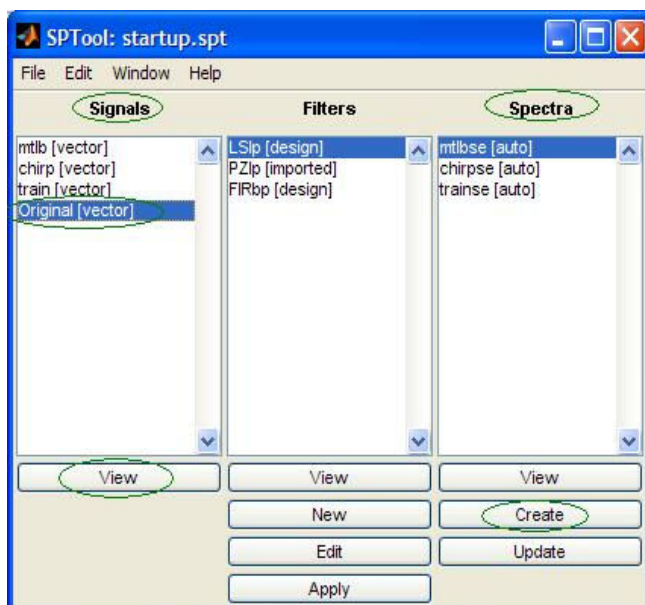 SPTool: startup.spt
File Edit Window Help
Signals
mtlb [vector]
chirp [vector]
train [vector]
Original [vector]
View
Filters
LSlp [design]
PZlp [imported]
FIRbp [design]
View
New
Edit
Apply
Spectra
mtlbse [auto]
chirpse [auto]
trainse [auto]
View
Create
Update